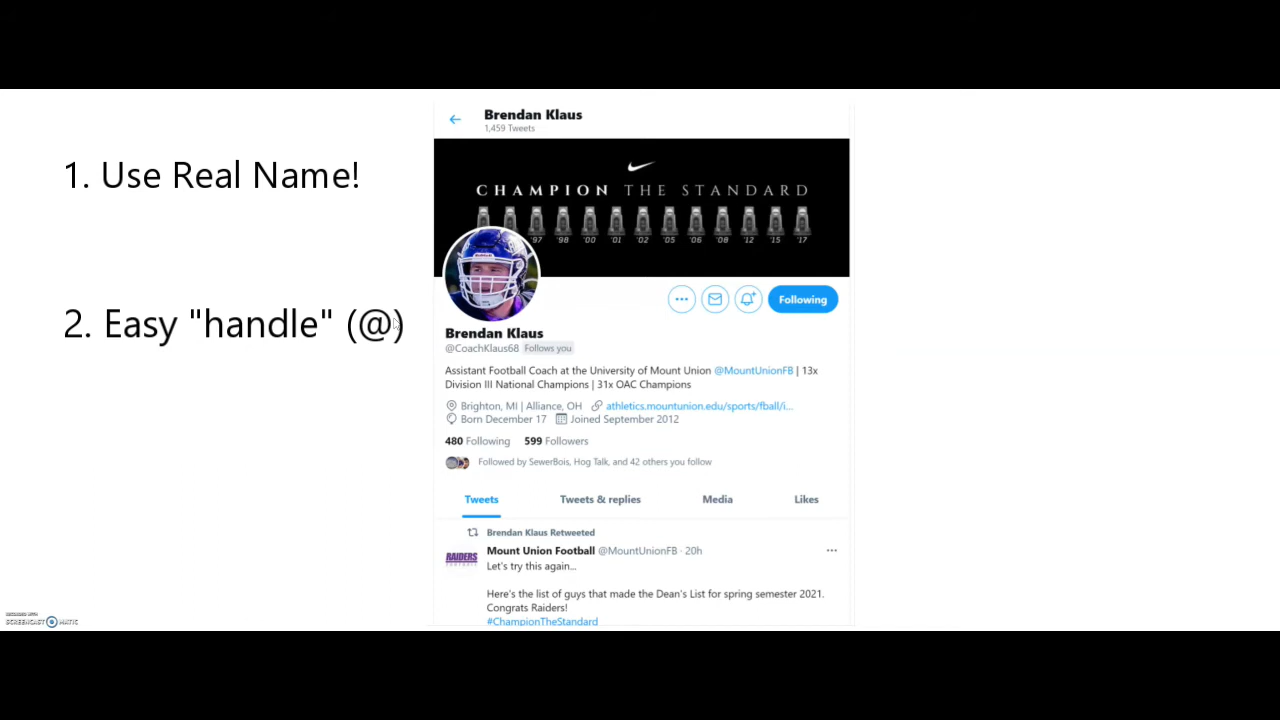 1. Use Real Name!
2. Easy "handle" (@)
Brendan Klaus
1,459 Tweets
CHAMPION THE STANDARD
97 '98 '00 '01 '02 '05 '06 '08 '12 '15 '17
Following
Brendan Klaus
@CoachKlaus68 Follows you
Assistant Football Coach at the University of Mount Union @MountUnionFB | 13x
Division III National Champions | 31x OAC Champions
Brighton, MI | Alliance, OH athletics.mountunion.edu/sports/fball/i...
Born December 17 Joined September 2012
480 Following 599 Followers
Followed by SewerBois, Hog Talk, and 42 others you follow
Tweets Tweets & replies Media Likes
Brendan Klaus Retweeted
RAIDERS
Mount Union Football @MountUnionFB · 20h
Let's try this again...
Here's the list of guys that made the Dean's List for spring semester 2021.
Congrats Raiders!
#ChampionTheStandard
RECORDED WITH
SCREENCAST MATIC